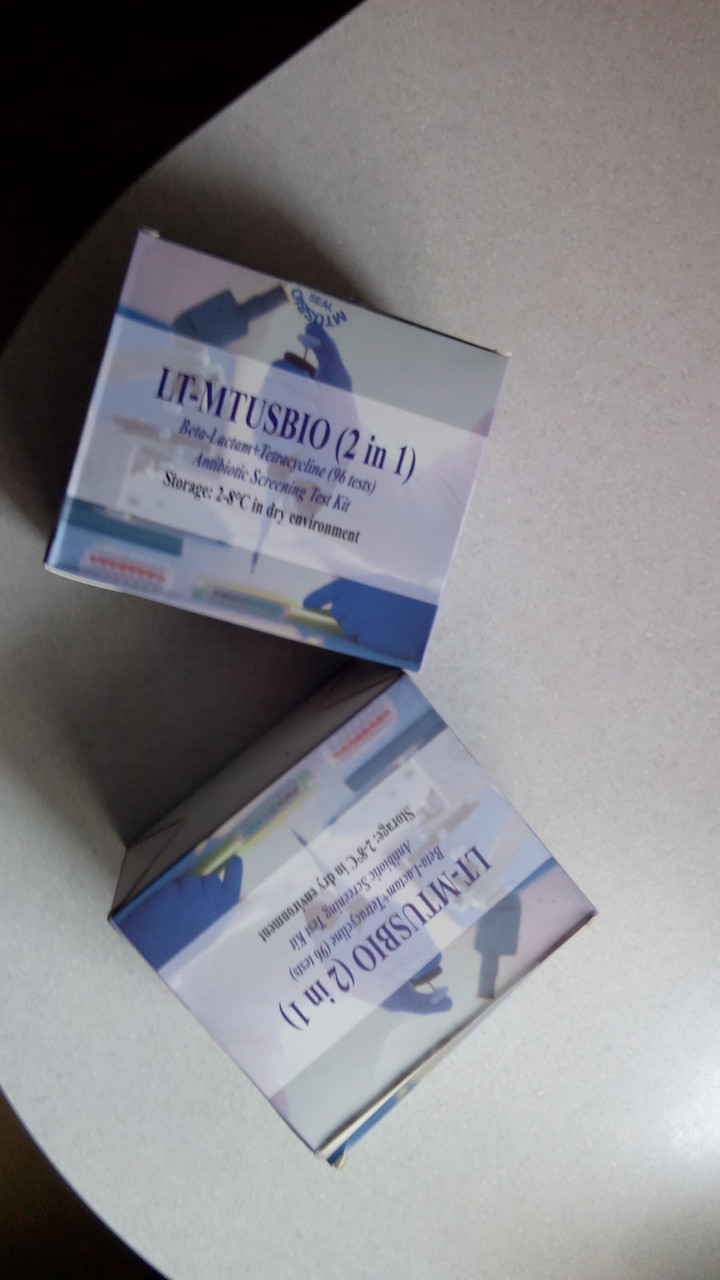 SEAL
MTUSBIO
LT-MTUSBIO (2 in 1)
Beta-Lactam+Tetracycline (96 tests)
Antibiotic Screening Test Kit
Storage: 2-8°C in dry environment
LT-MTUSBIO (2 in 1)
Beta-Lactam+Tetracycline (96 tests)
Antibiotic Screening Test Kit
Storage: 2-8°C in dry environment